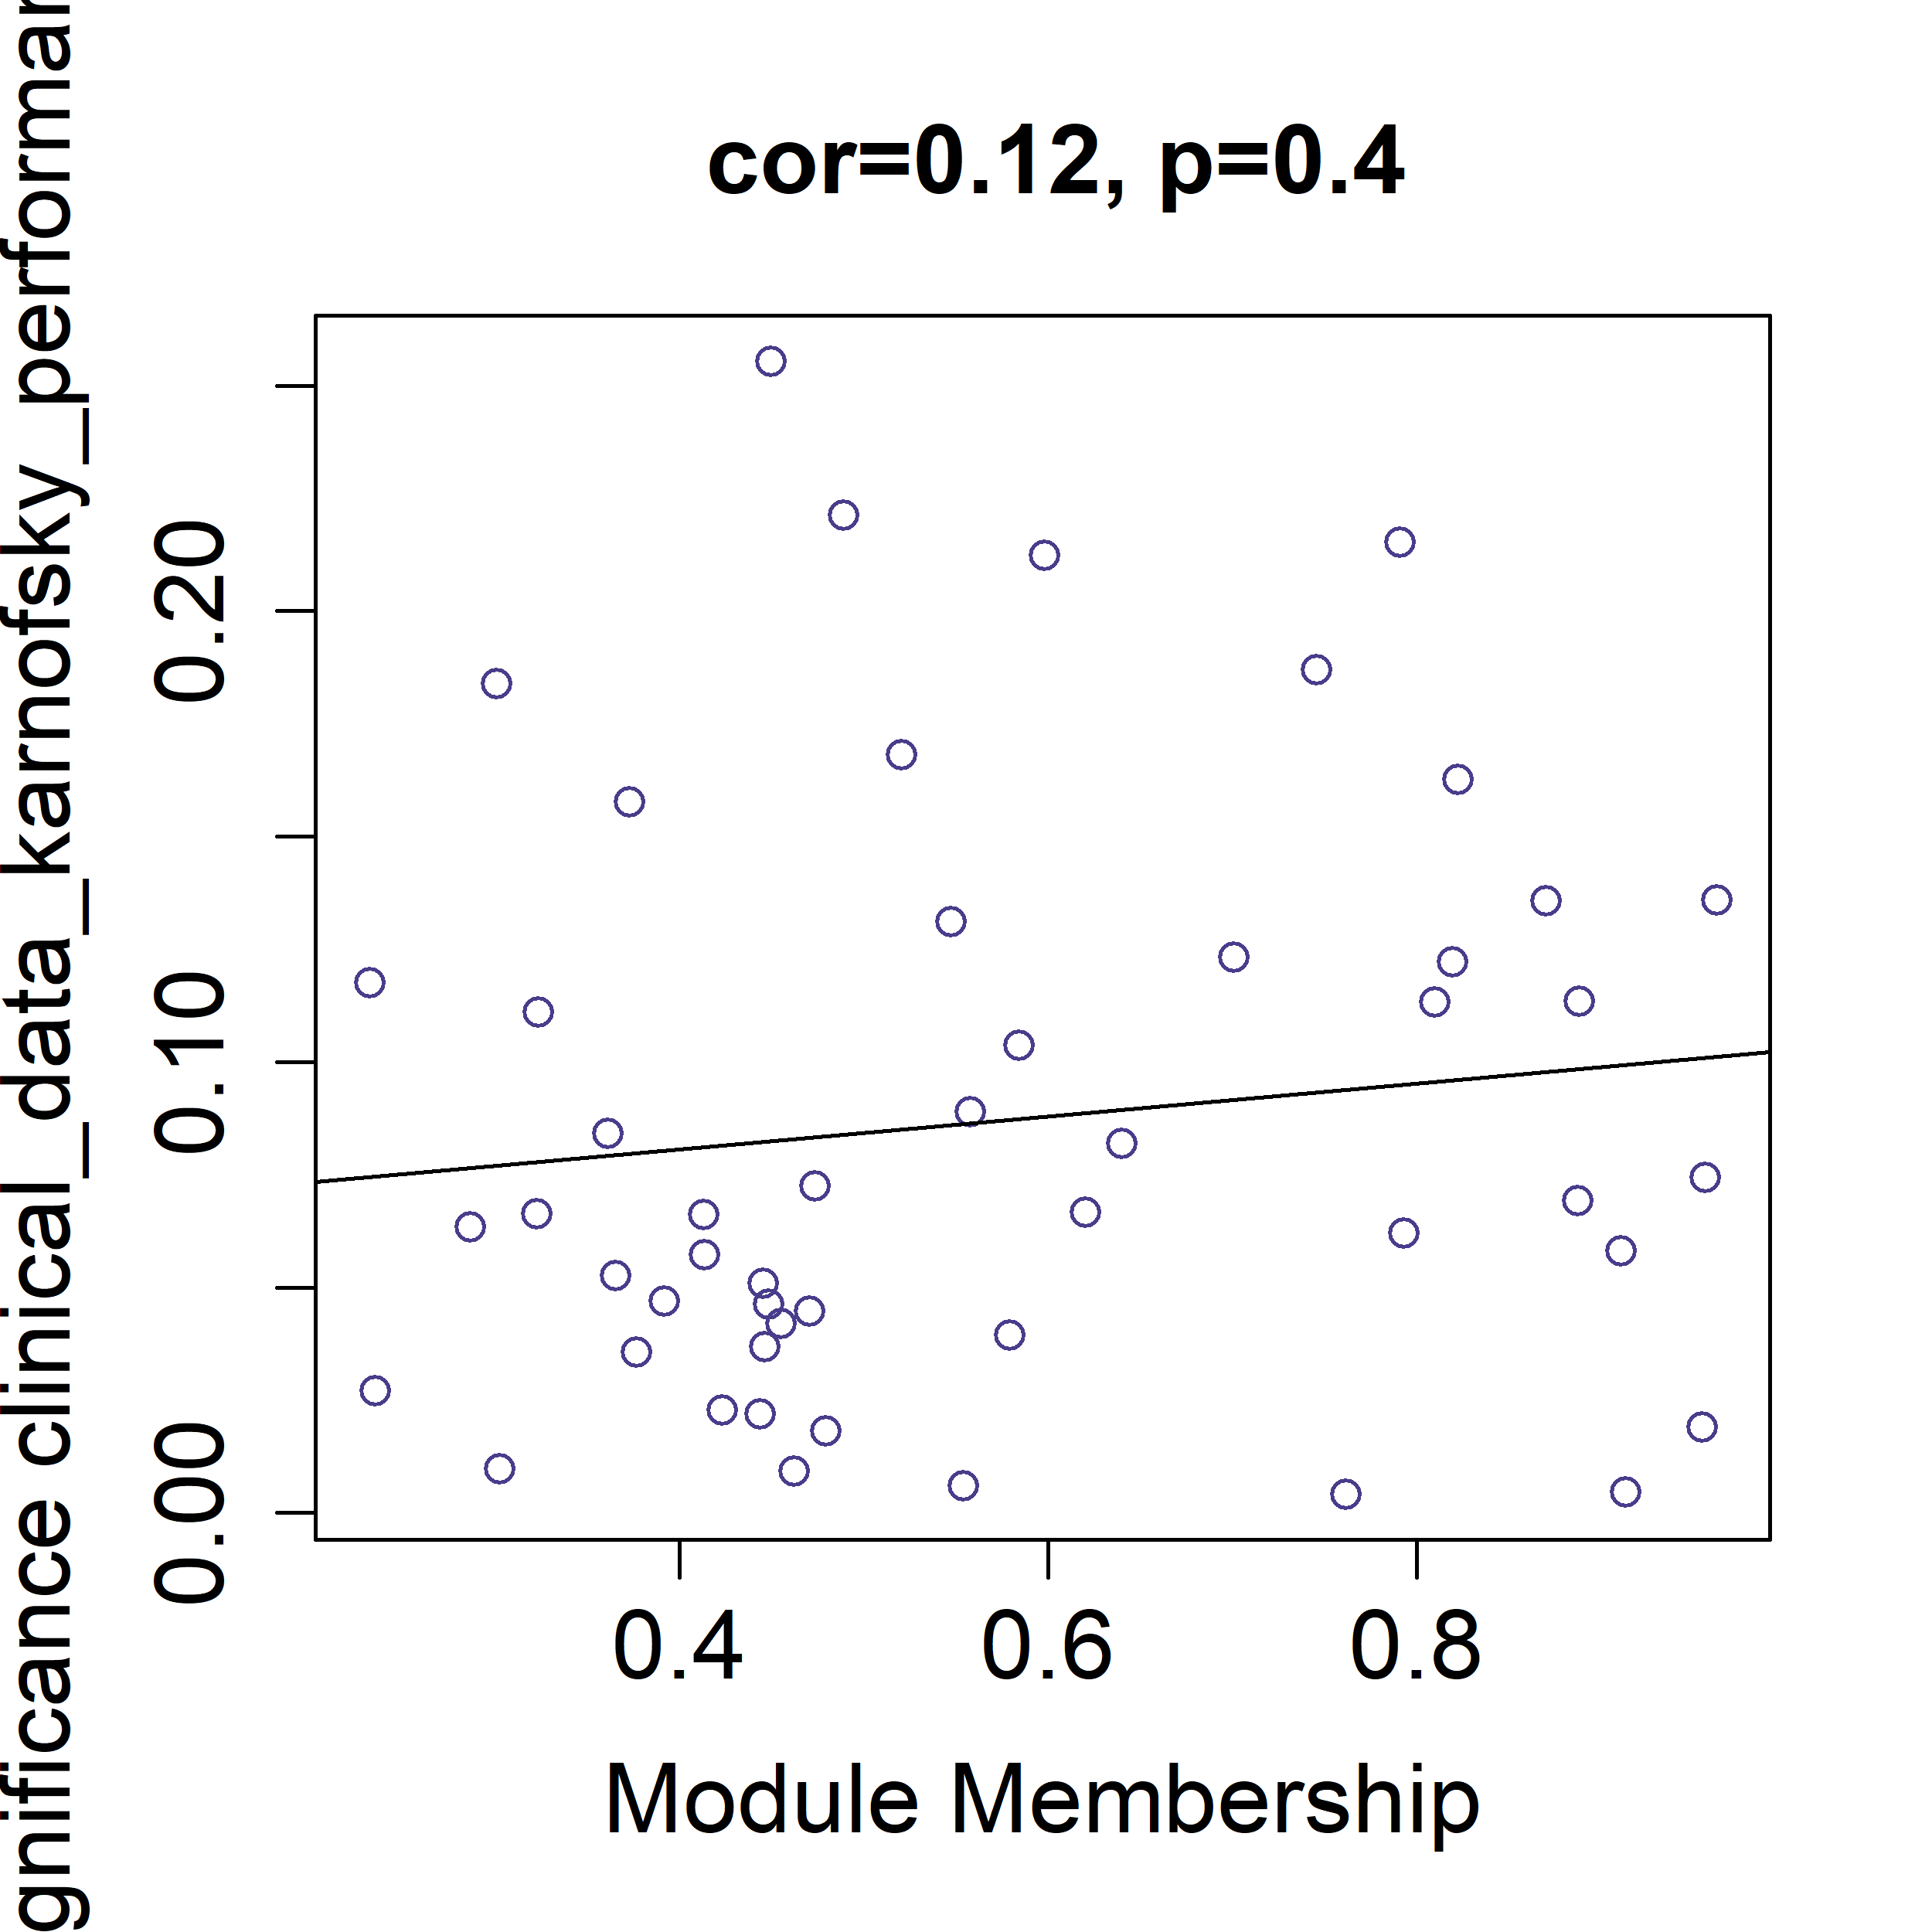 cor=0.12, p=0.4
gnificance clinical_data_karnofsky_performa
0.20
0.10
0.00
0.4 0.6 0.8
Module Membership